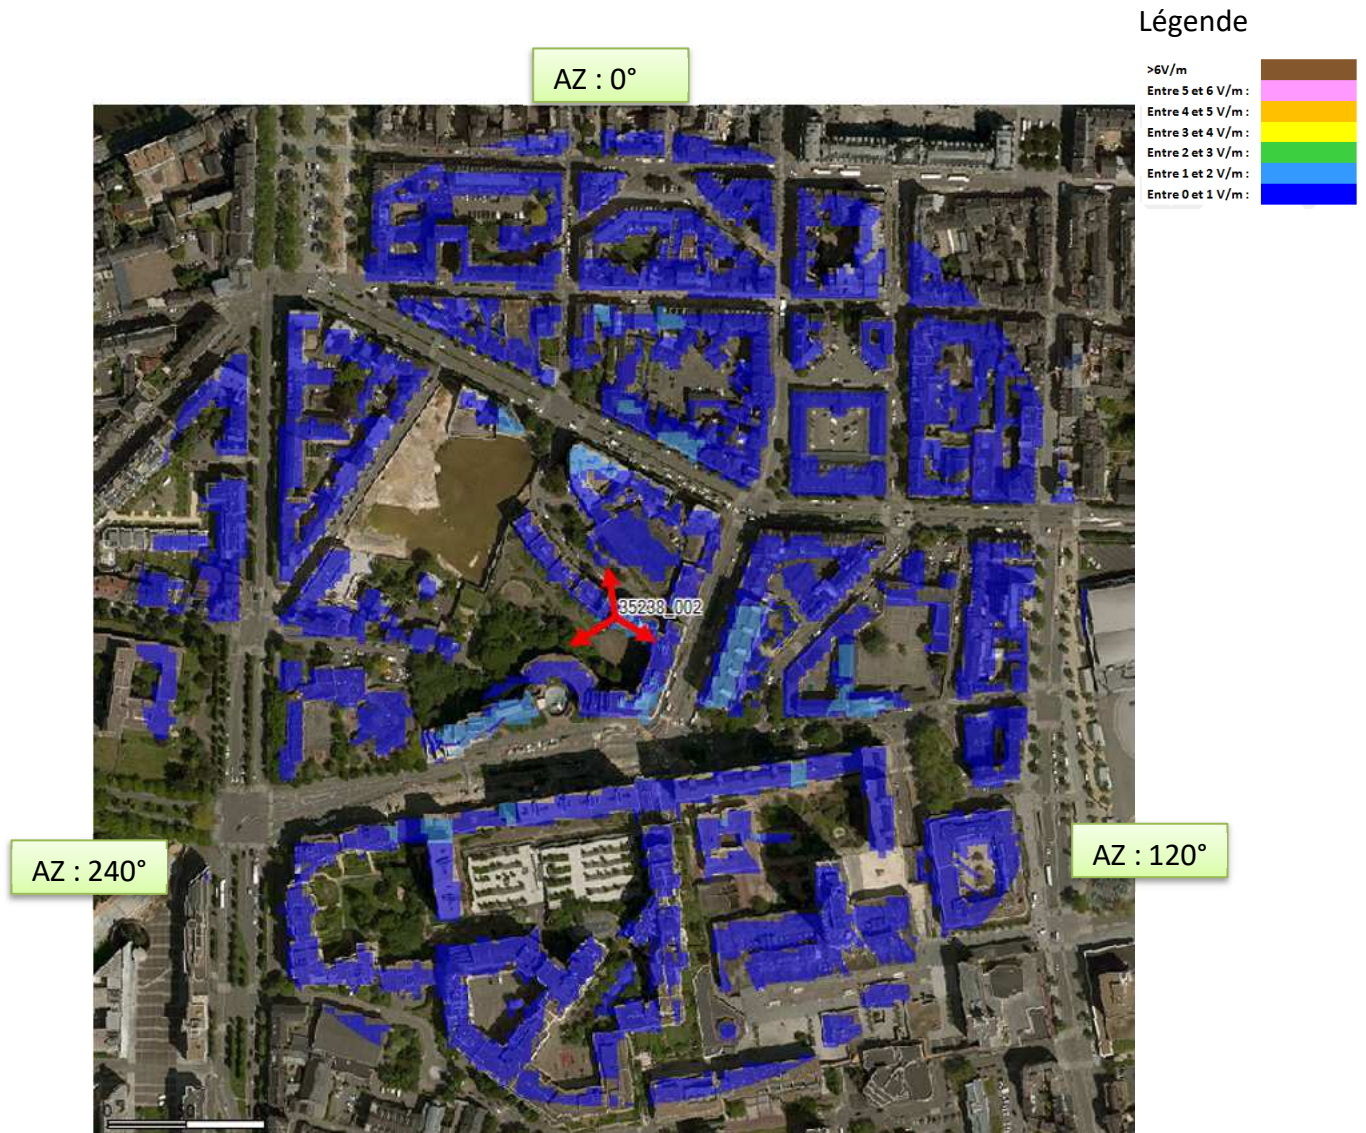 Légende
AZ : 0°
>6V/m
Entre 5 et 6 V/m :
Entre 4 et 5 V/m :
Entre 3 et 4 V/m :
Entre 2 et 3 V/m :
Entre 1 et 2 V/m :
Entre 0 et 1 V/m :
35238_002
AZ : 240°
AZ : 120°